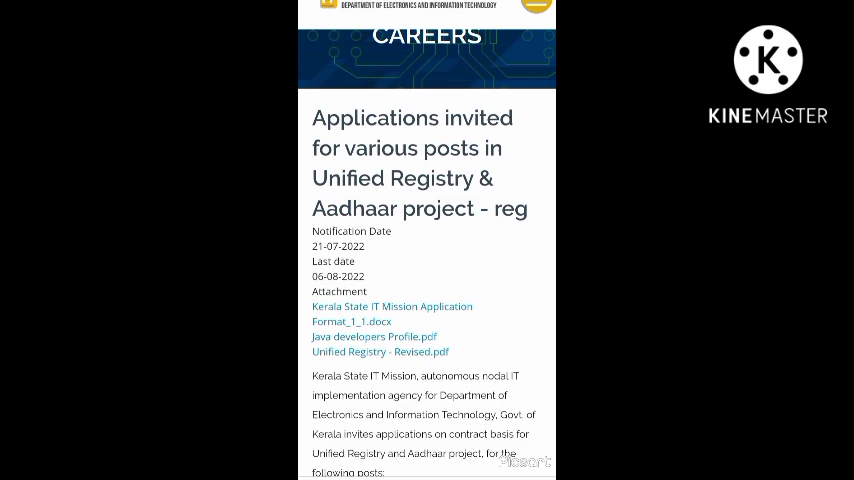 DEPARTMENT OF ELECTRONICS AND INFORMATION TECHNOLOGY
CAREERS
Applications invited
for various posts in
Unified Registry &
Aadhaar project - reg
Notification Date
21-07-2022
Last date
06-08-2022
Attachment
Kerala State IT Mission Application
Format_1_1.docx
Java developers Profile.pdf
Unified Registry - Revised.pdf
Kerala State IT Mission, autonomous nodal IT
implementation agency for Department of
Electronics and Information Technology, Govt. of
Kerala invites applications on contract basis for
Unified Registry and Aadhaar project, for the
following posts:
Picsart
K
KINEMASTER